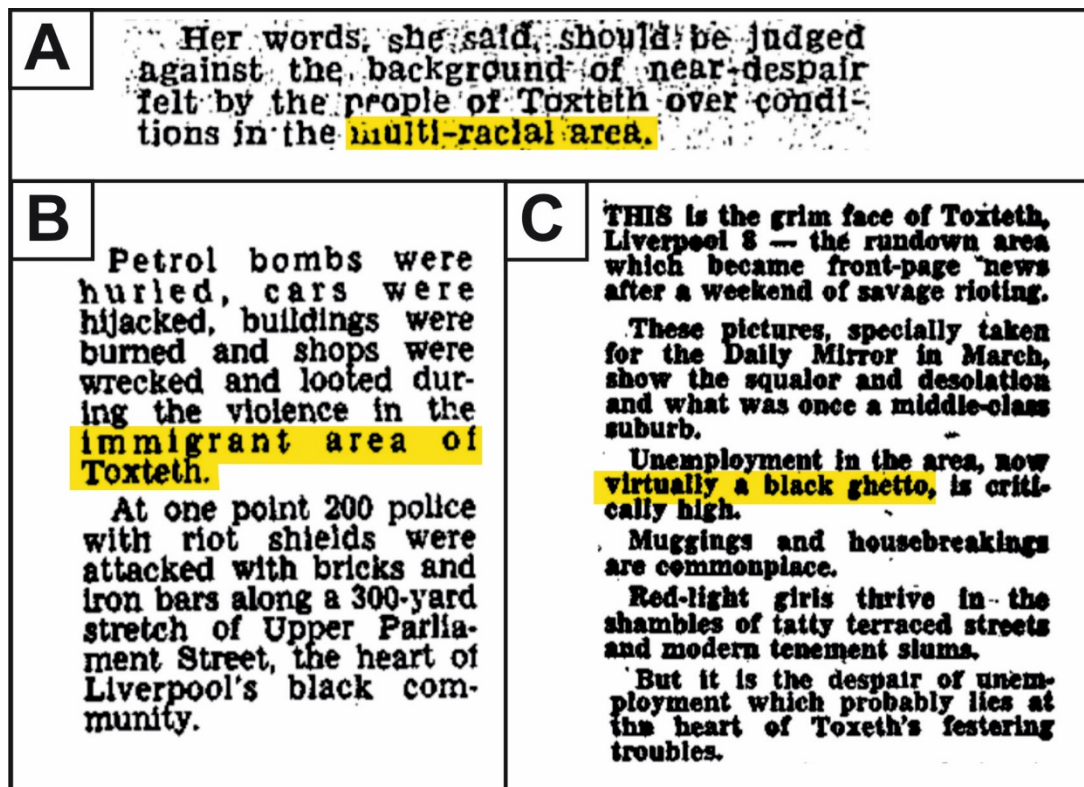 A
Her words, she said, should be judged
against the background of near-despair
felt by the people of Toxteth over condi-
tions in the multi-racial area.
B
Petrol bombs were
hurled, cars were
hijacked, buildings were
burned and shops were
wrecked and looted dur-
ing the violence in the
immigrant area of
Toxteth.
At one point 200 police
with riot shields were
attacked with bricks and
iron bars along a 300-yard
stretch of Upper Parlia-
ment Street, the heart of
Liverpool's black com-
munity.
C
THIS is the grim face of Toxteth,
Liverpool 8 — the rundown area
which became front-page news
after a weekend of savage rioting.
These pictures, specially taken
for the Daily Mirror in March,
show the squalor and desolation
and what was once a middle-class
suburb.
Unemployment in the area, now
virtually a black ghetto, is criti-
cally high.
Muggings and housebreakings
are commonplace.
Red-light girls thrive in the
shambles of tatty terraced streets
and modern tenement slums.
But it is the despair of unem-
ployment which probably lies at
the heart of Toxeth's festering
troubles.